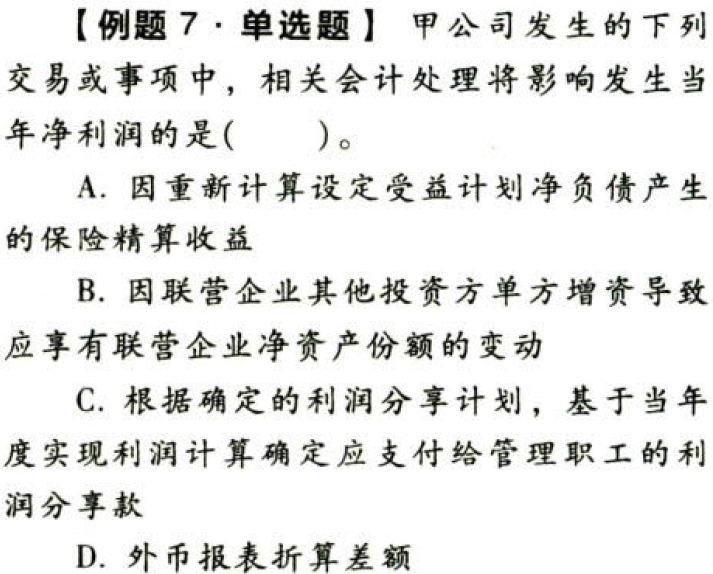 【例题 7·单选题】 甲公司发生的下列
交易或事项中，相关会计处理将影响发生当
年净利润的是(　　)。
A. 因重新计算设定受益计划净负债产生
的保险精算收益
B. 因联营企业其他投资方单方增资导致
应享有联营企业净资产份额的变动
C. 根据确定的利润分享计划，基于当年
度实现利润计算确定应支付给管理职工的利
润分享款
D. 外币报表折算差额